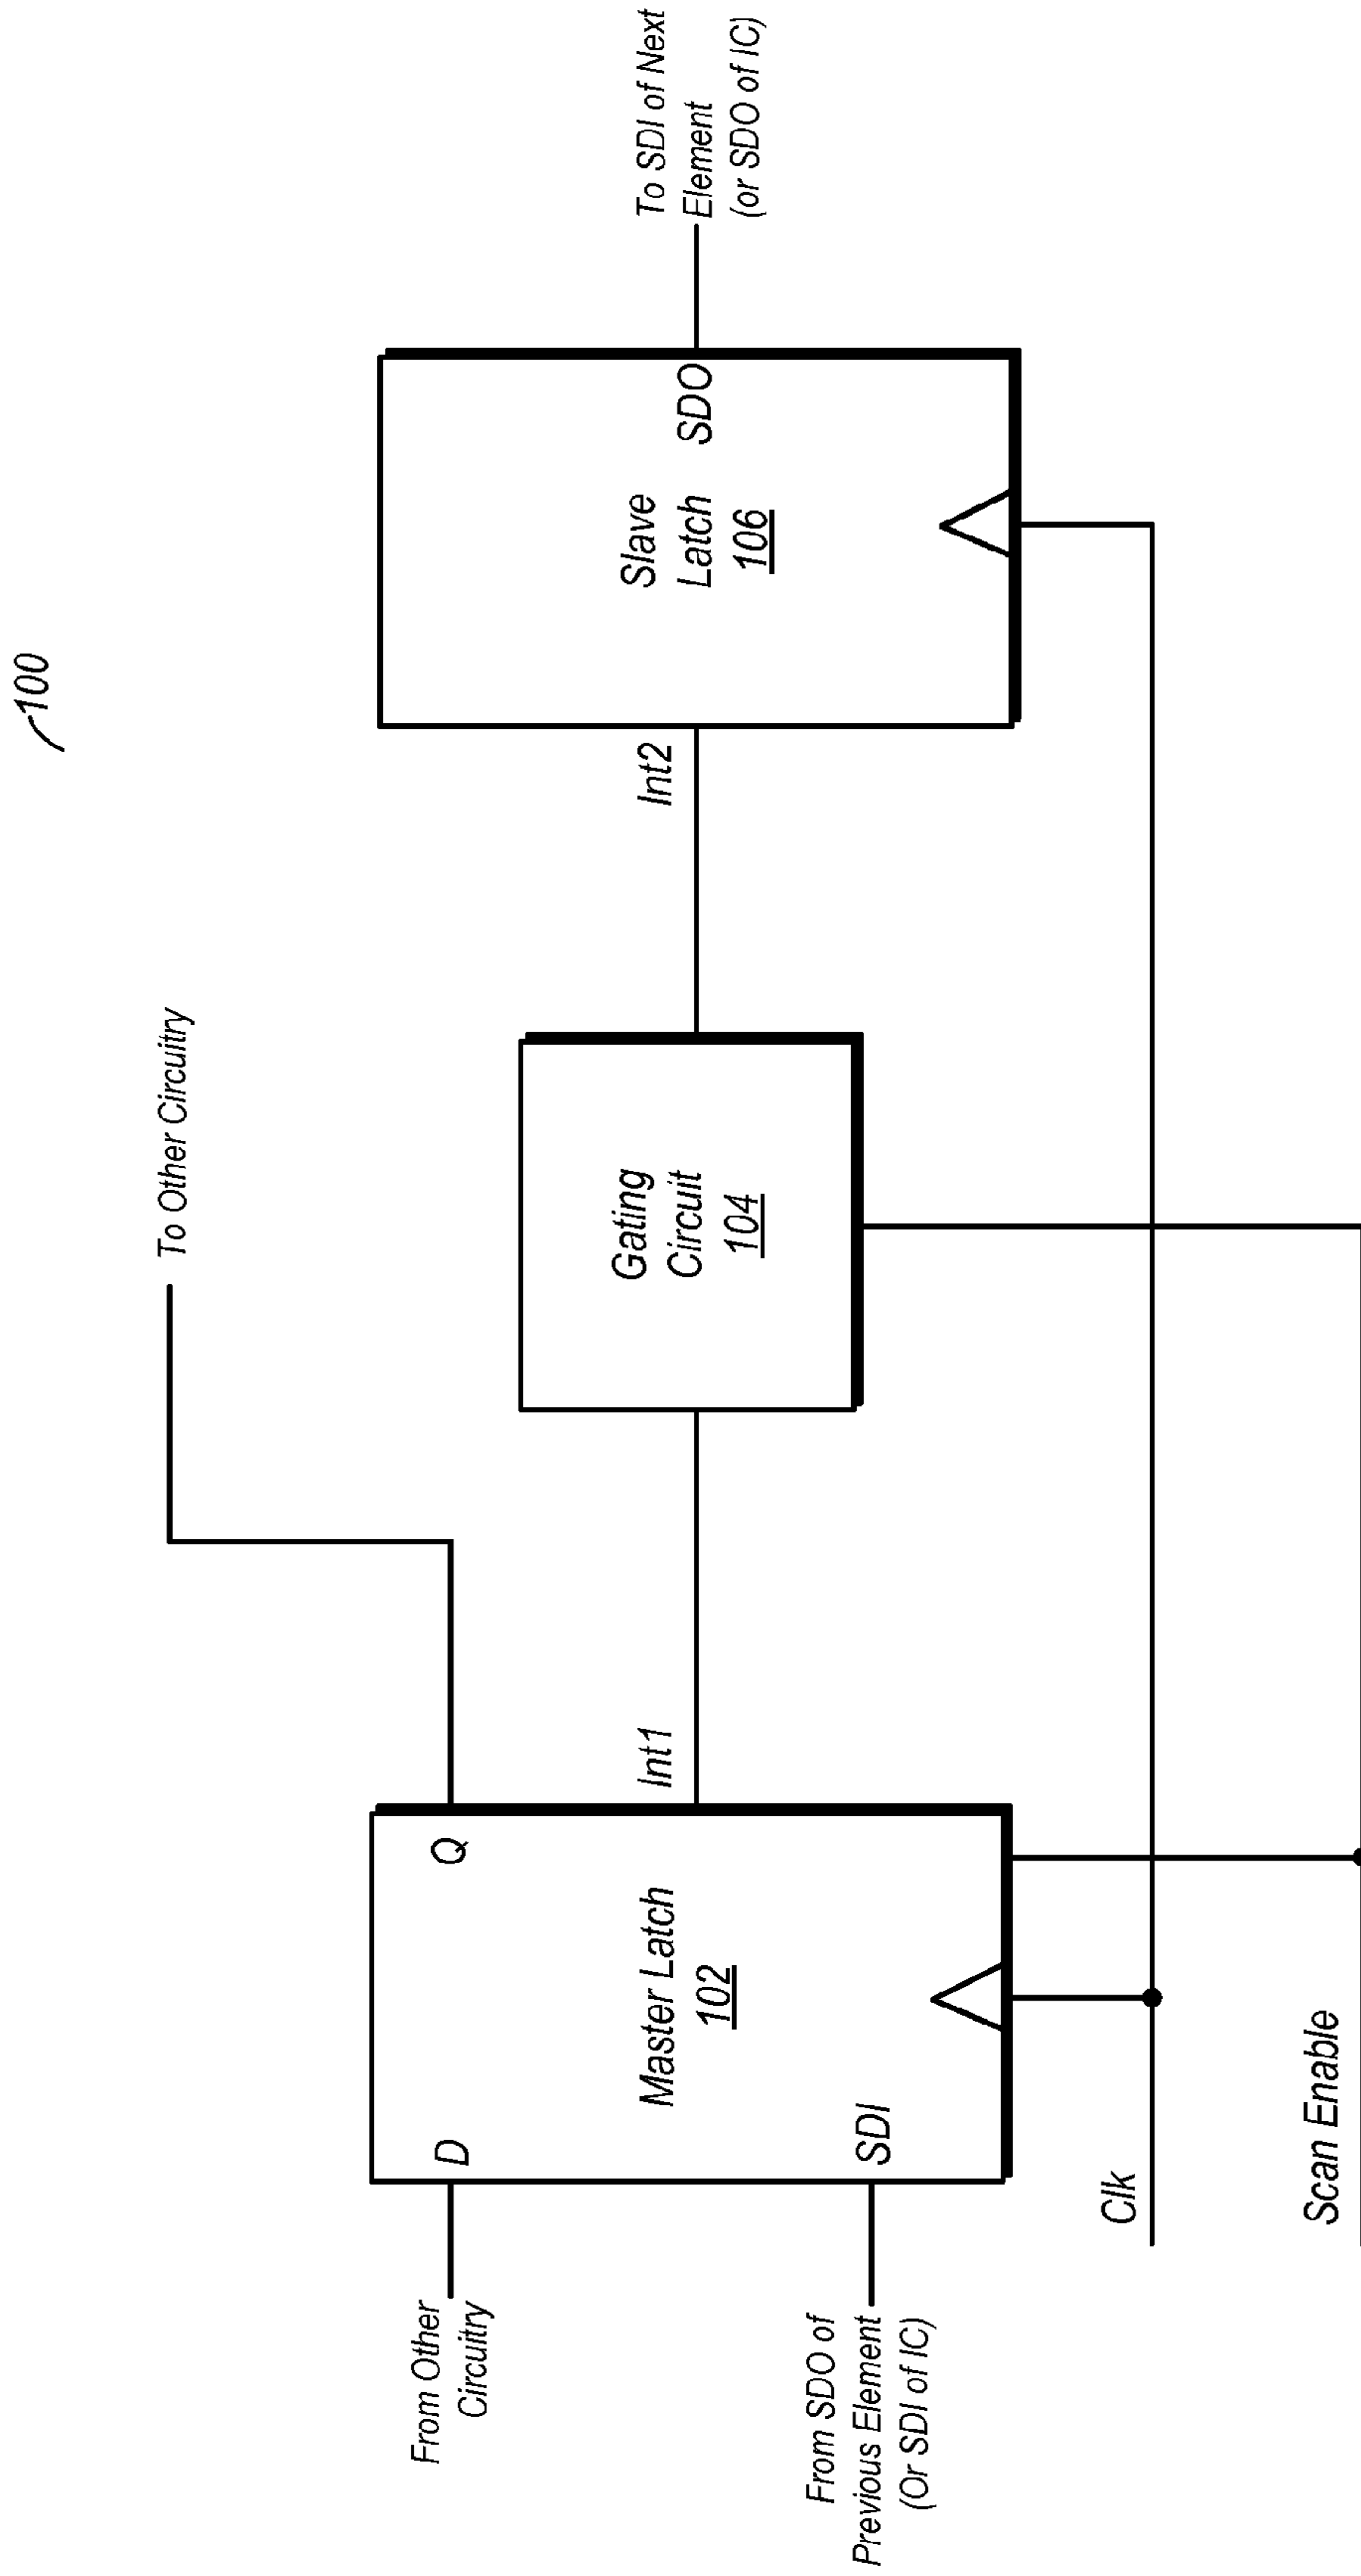 100
To Other Circuitry
From Other
Circuitry
D
Q
Master Latch
102
SDI
Int1
Gating
Circuit
104
Int2
Slave
Latch
106
SDO
To SDI of Next
Element
(or SDO of IC)
From SDO of
Previous Element
(Or SDI of IC)
Clk
Scan Enable